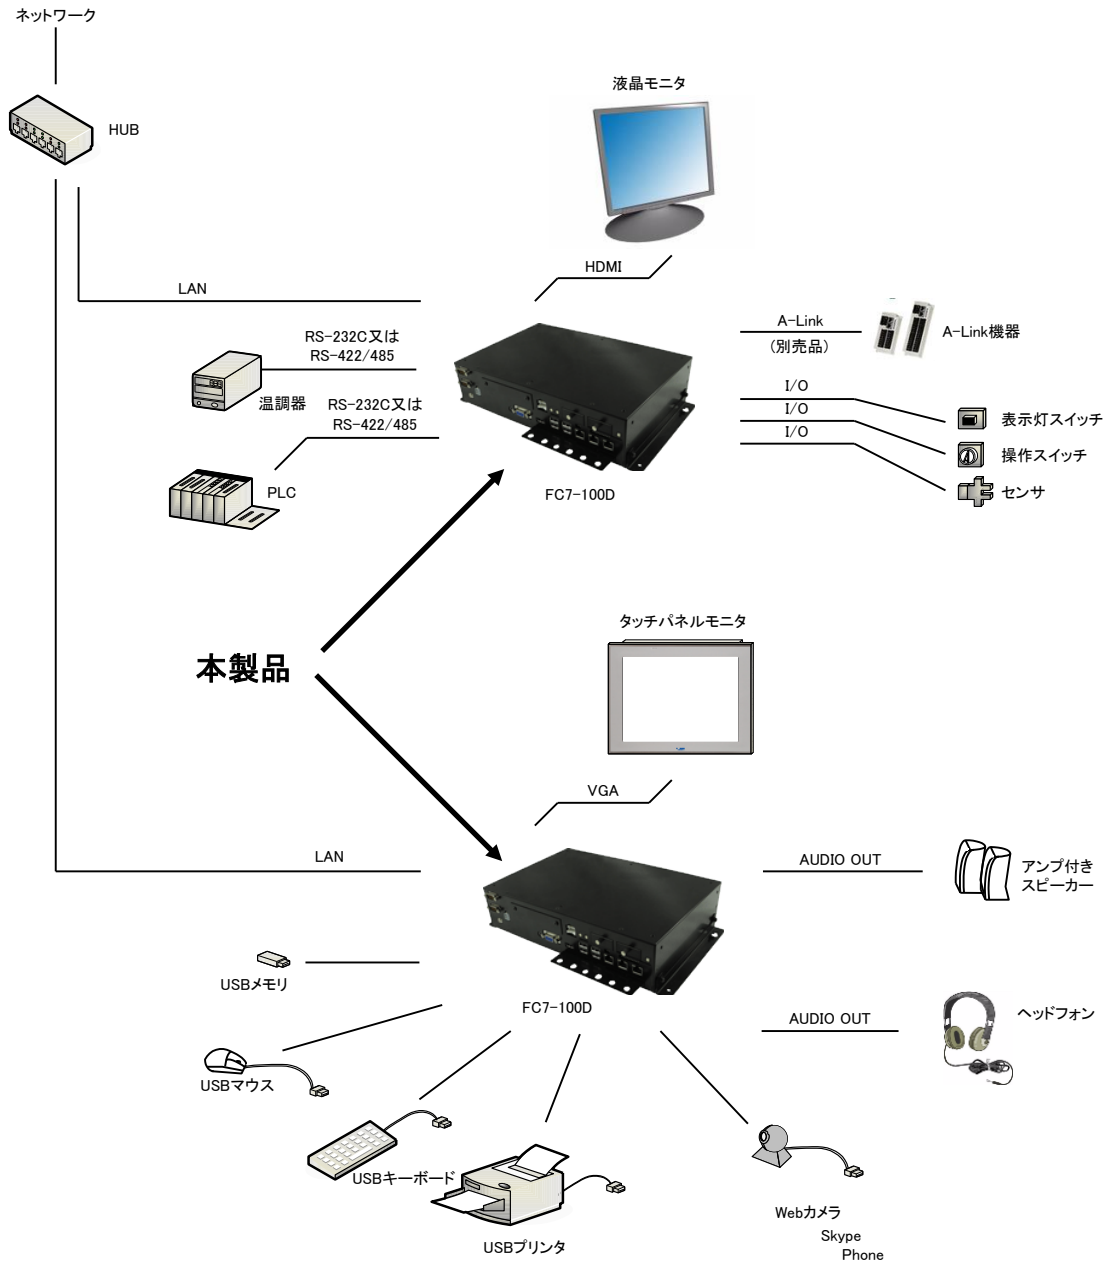 ネットワーク
HUB
液晶モニタ
HDMI
LAN
RS-232C又は
RS-422/485
温調器
RS-232C又は
RS-422/485
PLC
A-Link
(別売品)
A-Link機器
I/O
I/O
I/O
表示灯スイッチ
操作スイッチ
センサ
FC7-100D
本製品
タッチパネルモニタ
VGA
LAN
AUDIO OUT
アンプ付き
スピーカー
USBメモリ
FC7-100D
AUDIO OUT
ヘッドフォン
USBマウス
USBキーボード
USBプリンタ
Webカメラ
Skype
Phone